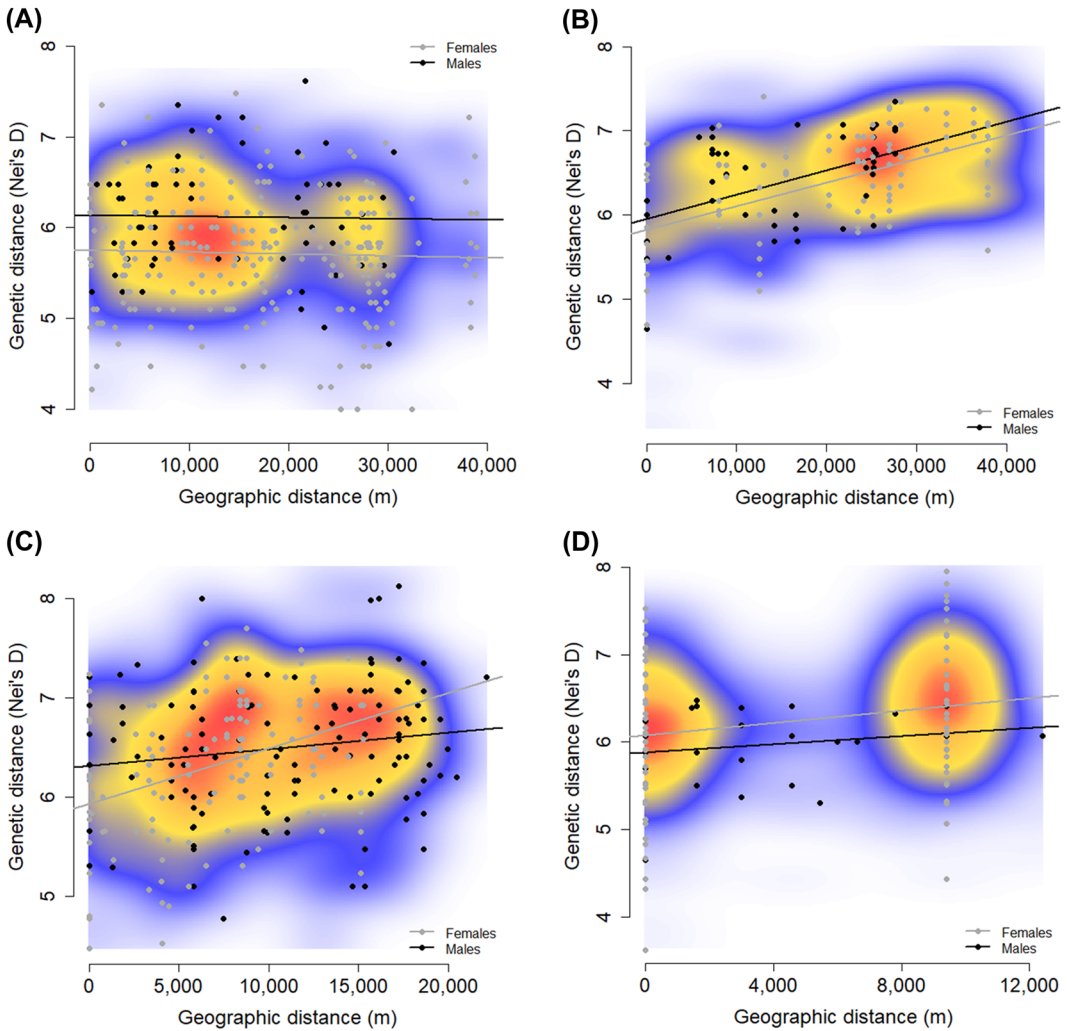 (A)
Genetic distance (Nei's D)
8
7
6
5
4
Females
Males
0 10,000 20,000 30,000 40,000
Geographic distance (m)
(B)
Genetic distance (Nei's D)
8
7
6
5
4
Females
Males
0 10,000 20,000 30,000 40,000
Geographic distance (m)
(C)
Genetic distance (Nei's D)
8
7
6
5
Females
Males
0 5,000 10,000 15,000 20,000
Geographic distance (m)
(D)
Genetic distance (Nei's D)
8
7
6
5
4
Females
Males
0 4,000 8,000 12,000
Geographic distance (m)